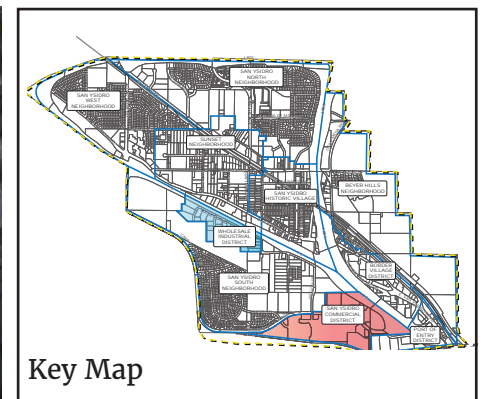 SAN YSIDRO
NORTH
NEIGHBORHOOD
SAN YSIDRO
WEST
NEIGHBORHOOD
SUNSET
NEIGHBORHOOD
BEYER HILLS
NEIGHBORHOOD
SAN YSIDRO
HISTORIC VILLAGE
WHOLESALE
INDUSTRIAL
DISTRICT
BORDER
VILLAGE
DISTRICT
SAN YSIDRO
SOUTH
NEIGHBORHOOD
SAN YSIDRO
COMMERCIAL
DISTRICT
PORT OF
ENTRY
DISTRICT
Key Map